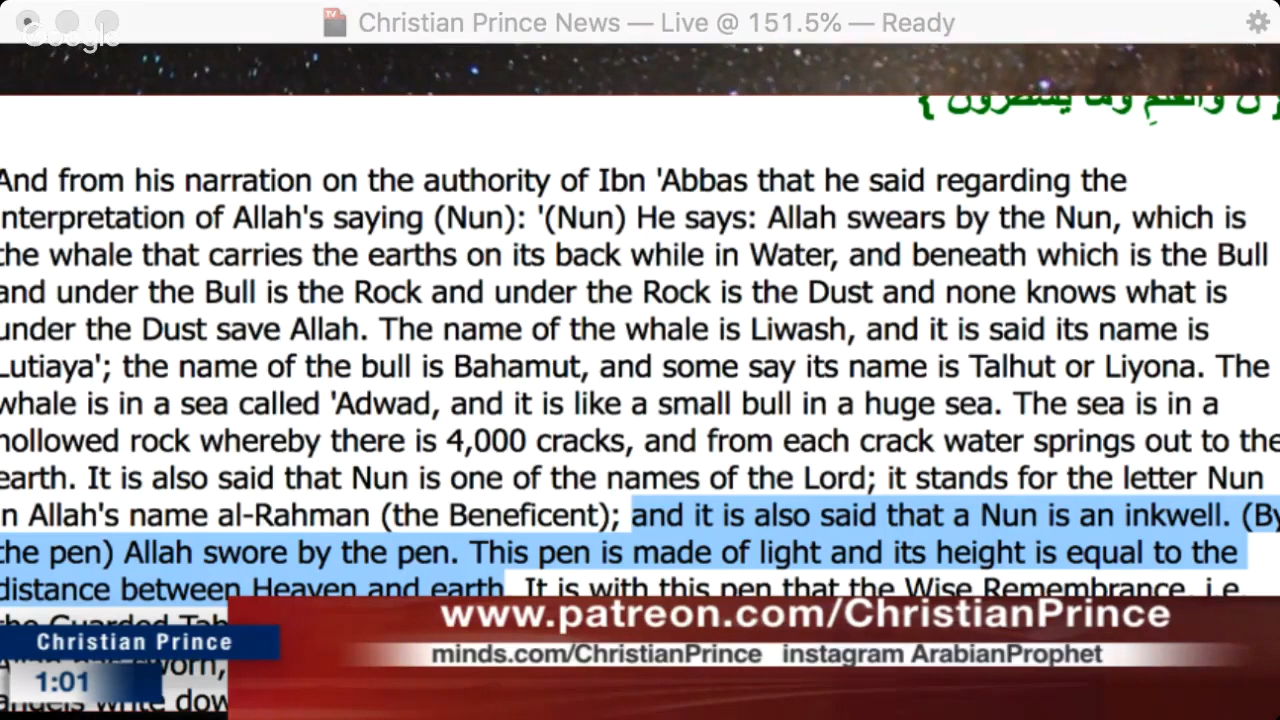 Christian Prince News — Live @ 151.5% — Ready
Google
{ن وَالْقَلَمِ وَمَا يَسْطُرُونَ }
And from his narration on the authority of Ibn 'Abbas that he said regarding the
interpretation of Allah's saying (Nun): '(Nun) He says: Allah swears by the Nun, which is
the whale that carries the earths on its back while in Water, and beneath which is the Bull
and under the Bull is the Rock and under the Rock is the Dust and none knows what is
under the Dust save Allah. The name of the whale is Liwash, and it is said its name is
Lutiaya'; the name of the bull is Bahamut, and some say its name is Talhut or Liyona. The
whale is in a sea called 'Adwad, and it is like a small bull in a huge sea. The sea is in a
hollowed rock whereby there is 4,000 cracks, and from each crack water springs out to the
earth. It is also said that Nun is one of the names of the Lord; it stands for the letter Nun
in Allah's name al-Rahman (the Beneficent); and it is also said that a Nun is an inkwell. (By
the pen) Allah swore by the pen. This pen is made of light and its height is equal to the
distance between Heaven and earth. It is with this pen that the Wise Remembrance, i.e.
the Guarded Tab
sworn,
angels write dow
www.patreon.com/ChristianPrince
minds.com/ChristianPrince instagram ArabianProphet
Christian Prince
1:01